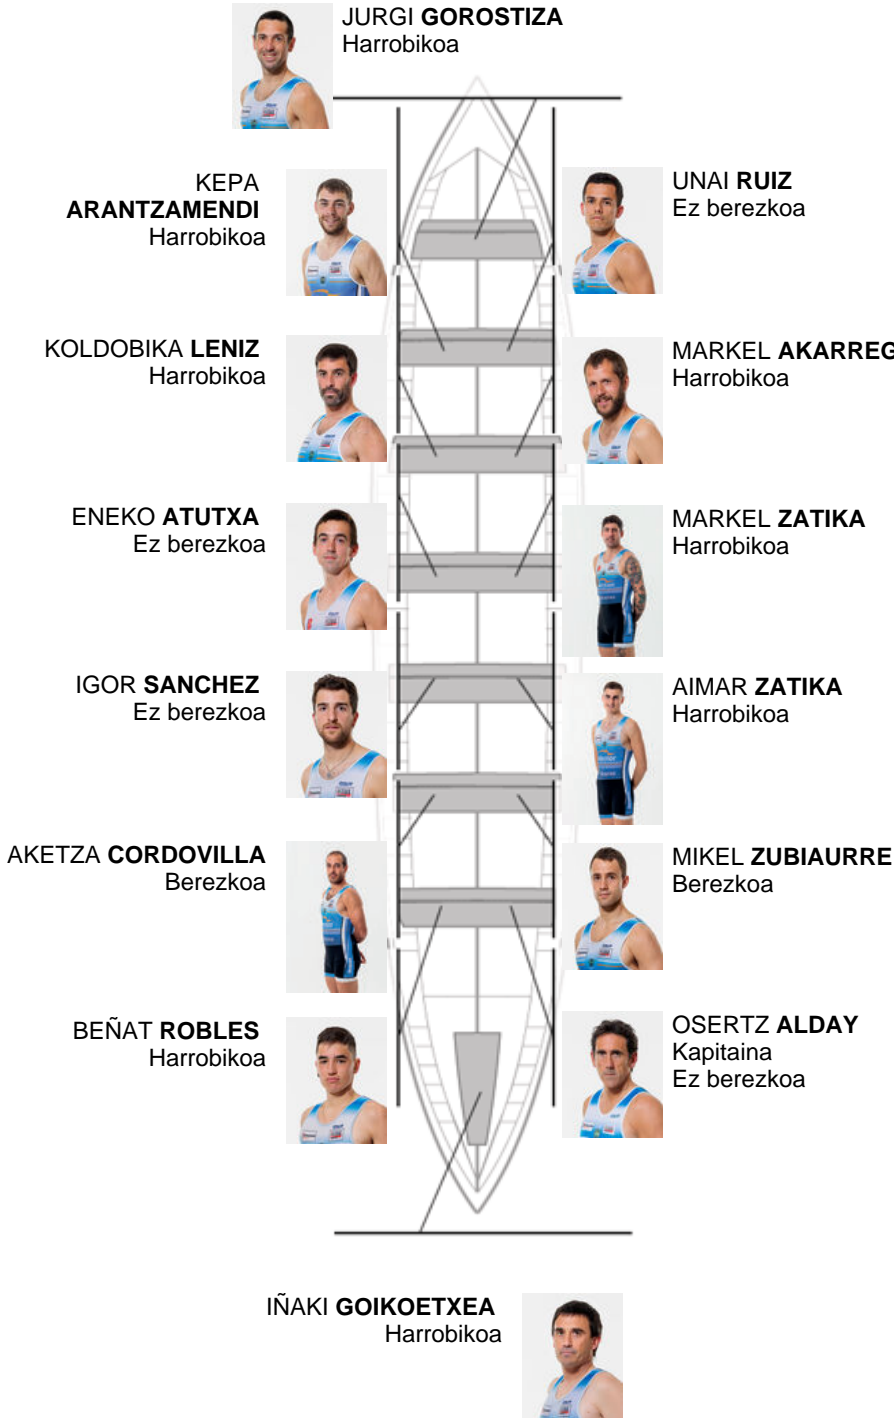 JURGI GOROSTIZA
Harrobikoa
KEPA
ARANTZAMENDI
Harrobikoa
UNAI RUIZ
Ez berezkoa
KOLDOBIKA LENIZ
Harrobikoa
MARKEL AKARREG
Harrobikoa
ENEKO ATUTXA
Ez berezkoa
MARKEL ZATIKA
Harrobikoa
IGOR SANCHEZ
Ez berezkoa
AIMAR ZATIKA
Harrobikoa
AKETZA CORDOVILLA
Berezkoa
MIKEL ZUBIAURRE
Berezkoa
BEÑAT ROBLES
Harrobikoa
OSERTZ ALDAY
Kapitaina
Ez berezkoa
IÑAKI GOIKOETXEA
Harrobikoa